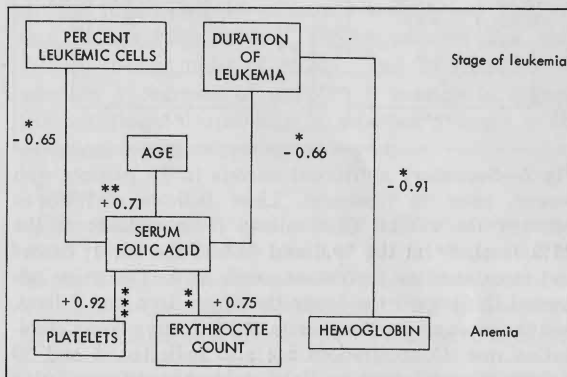 PER CENT
LEUKEMIC CELLS
DURATION
OF
LEUKEMIA
Stage of leukemia
*
- 0.65
AGE
*
- 0.66
*
- 0.91
**
+ 0.71
SERUM
FOLIC ACID
+ 0.92
***
**
+ 0.75
PLATELETS
ERYTHROCYTE
COUNT
HEMOGLOBIN
Anemia